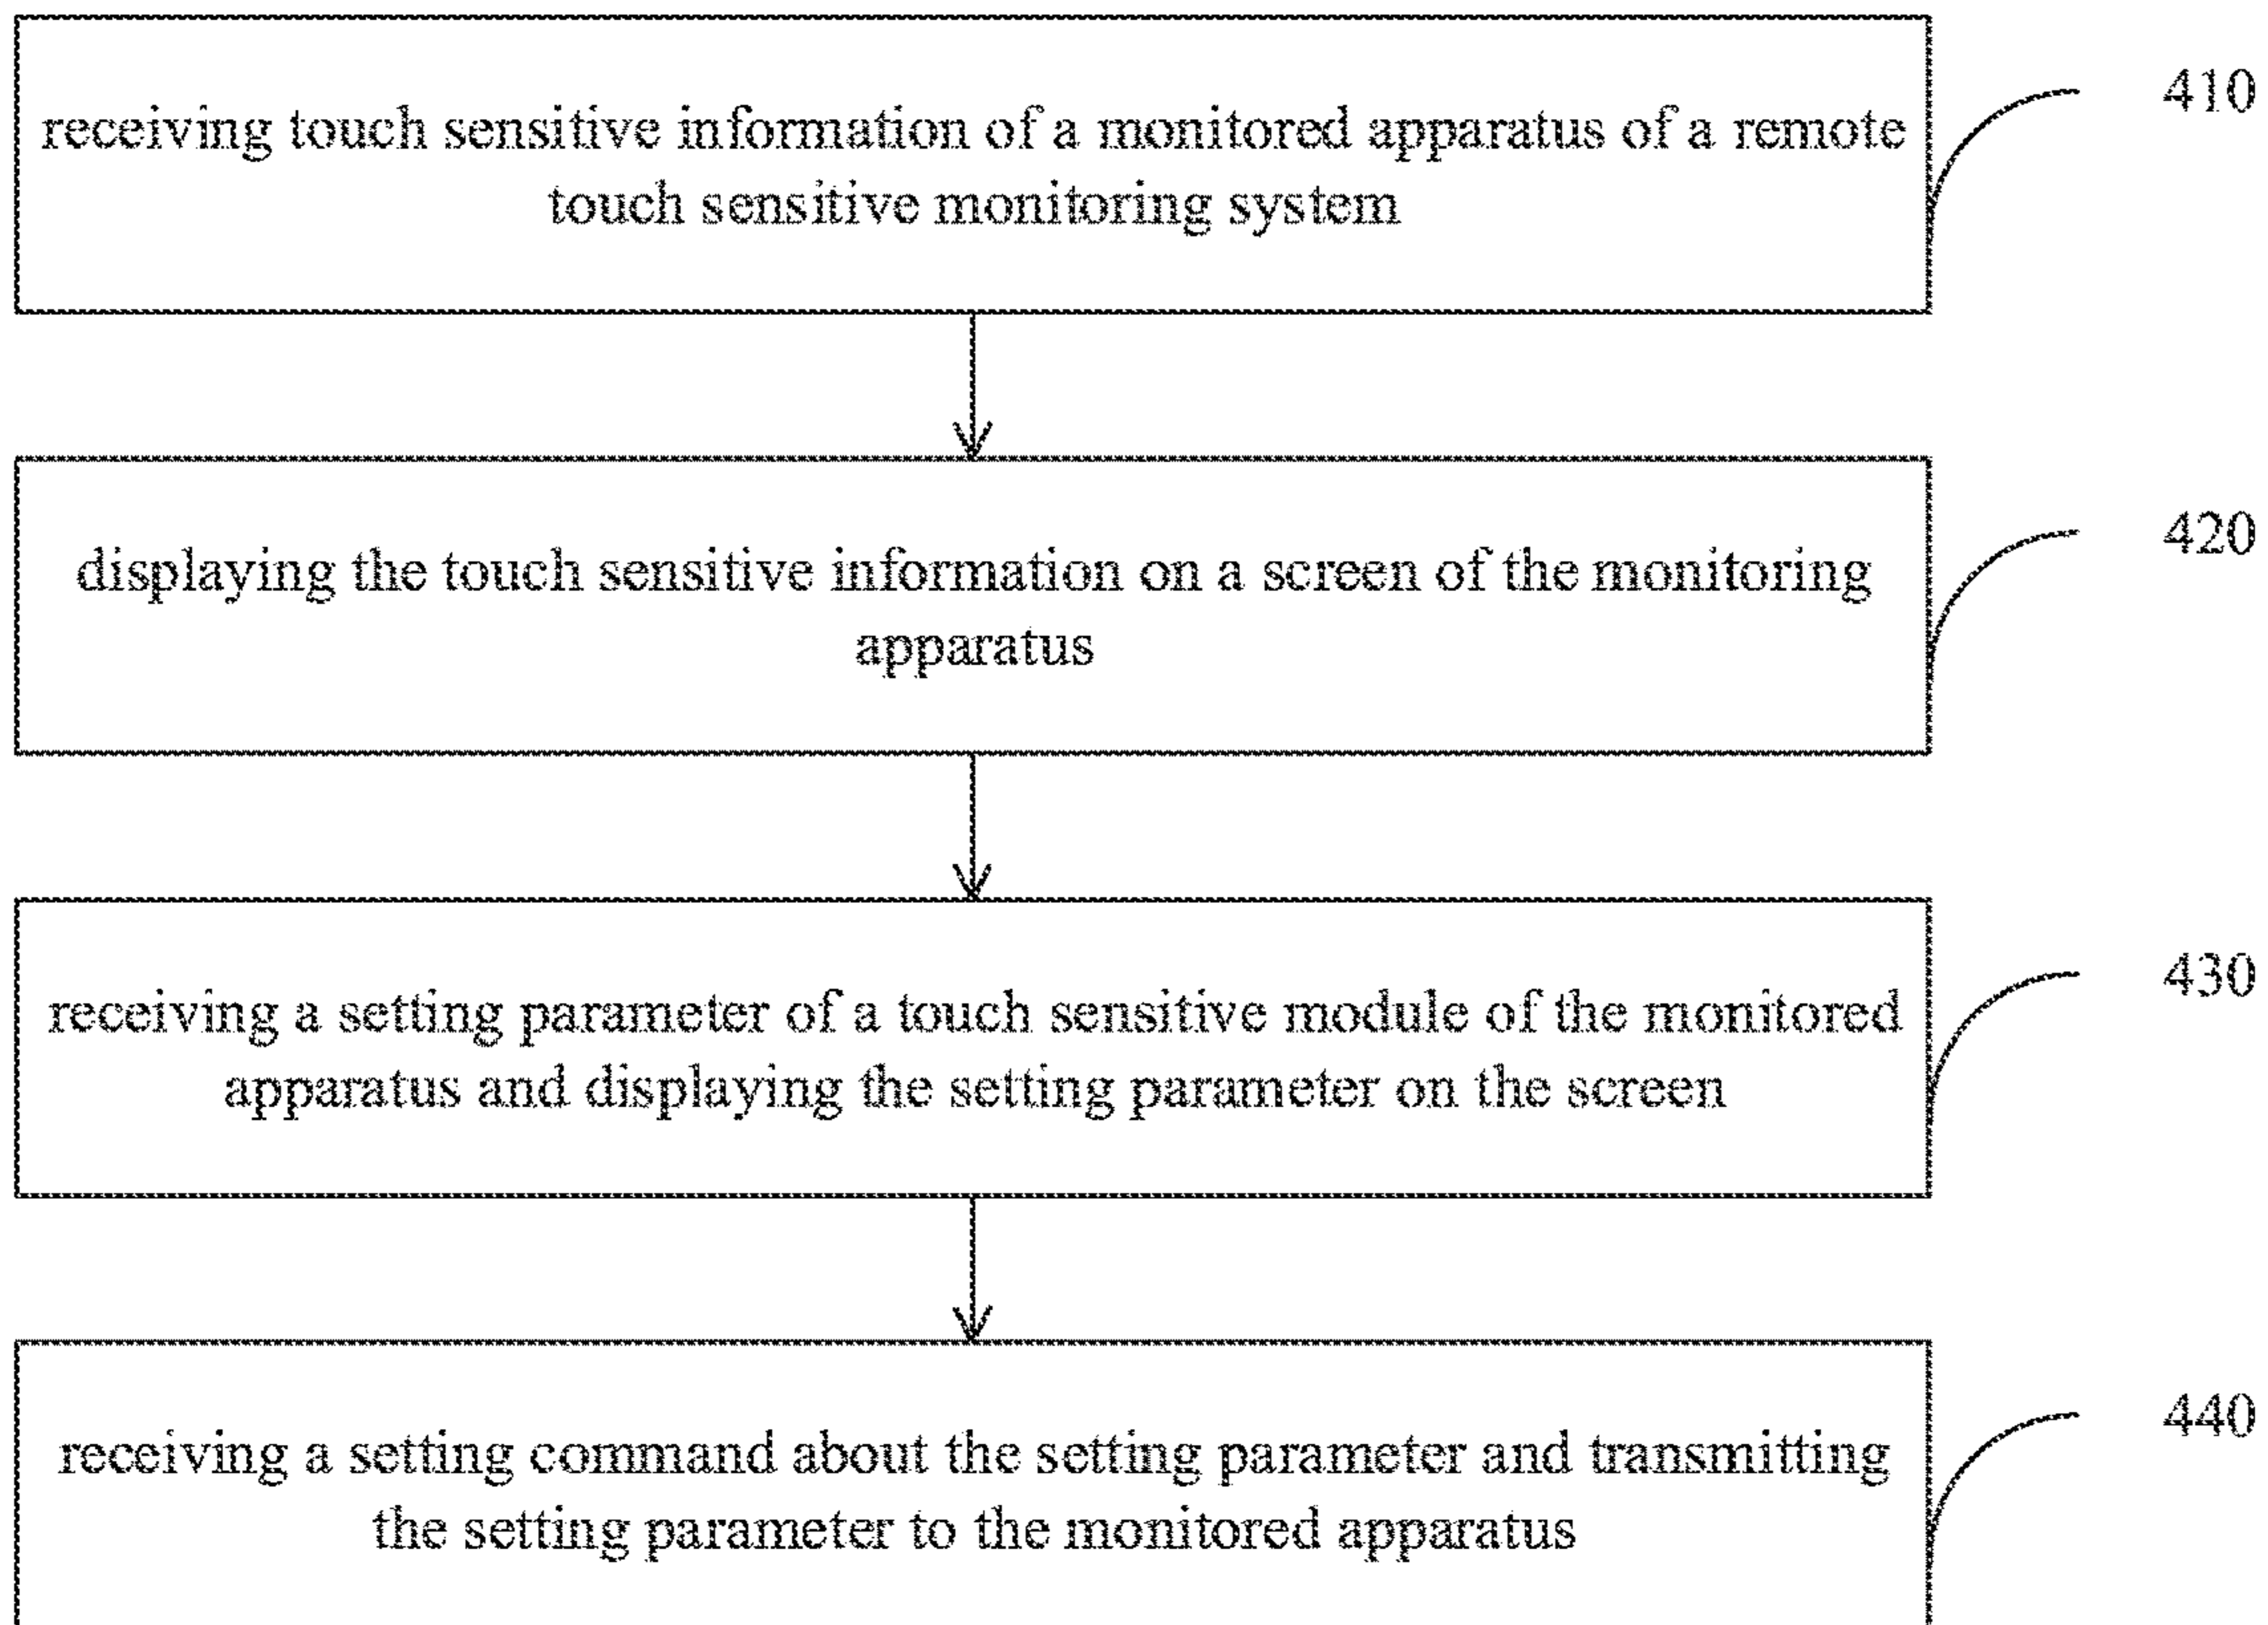 receiving touch sensitive information of a monitored apparatus of a remote
touch sensitive monitoring system
410
displaying the touch sensitive information on a screen of the monitoring
apparatus
420
receiving a setting parameter of a touch sensitive module of the monitored
apparatus and displaying the setting parameter on the screen
430
receiving a setting command about the setting parameter and transmitting
the setting parameter to the monitored apparatus
440